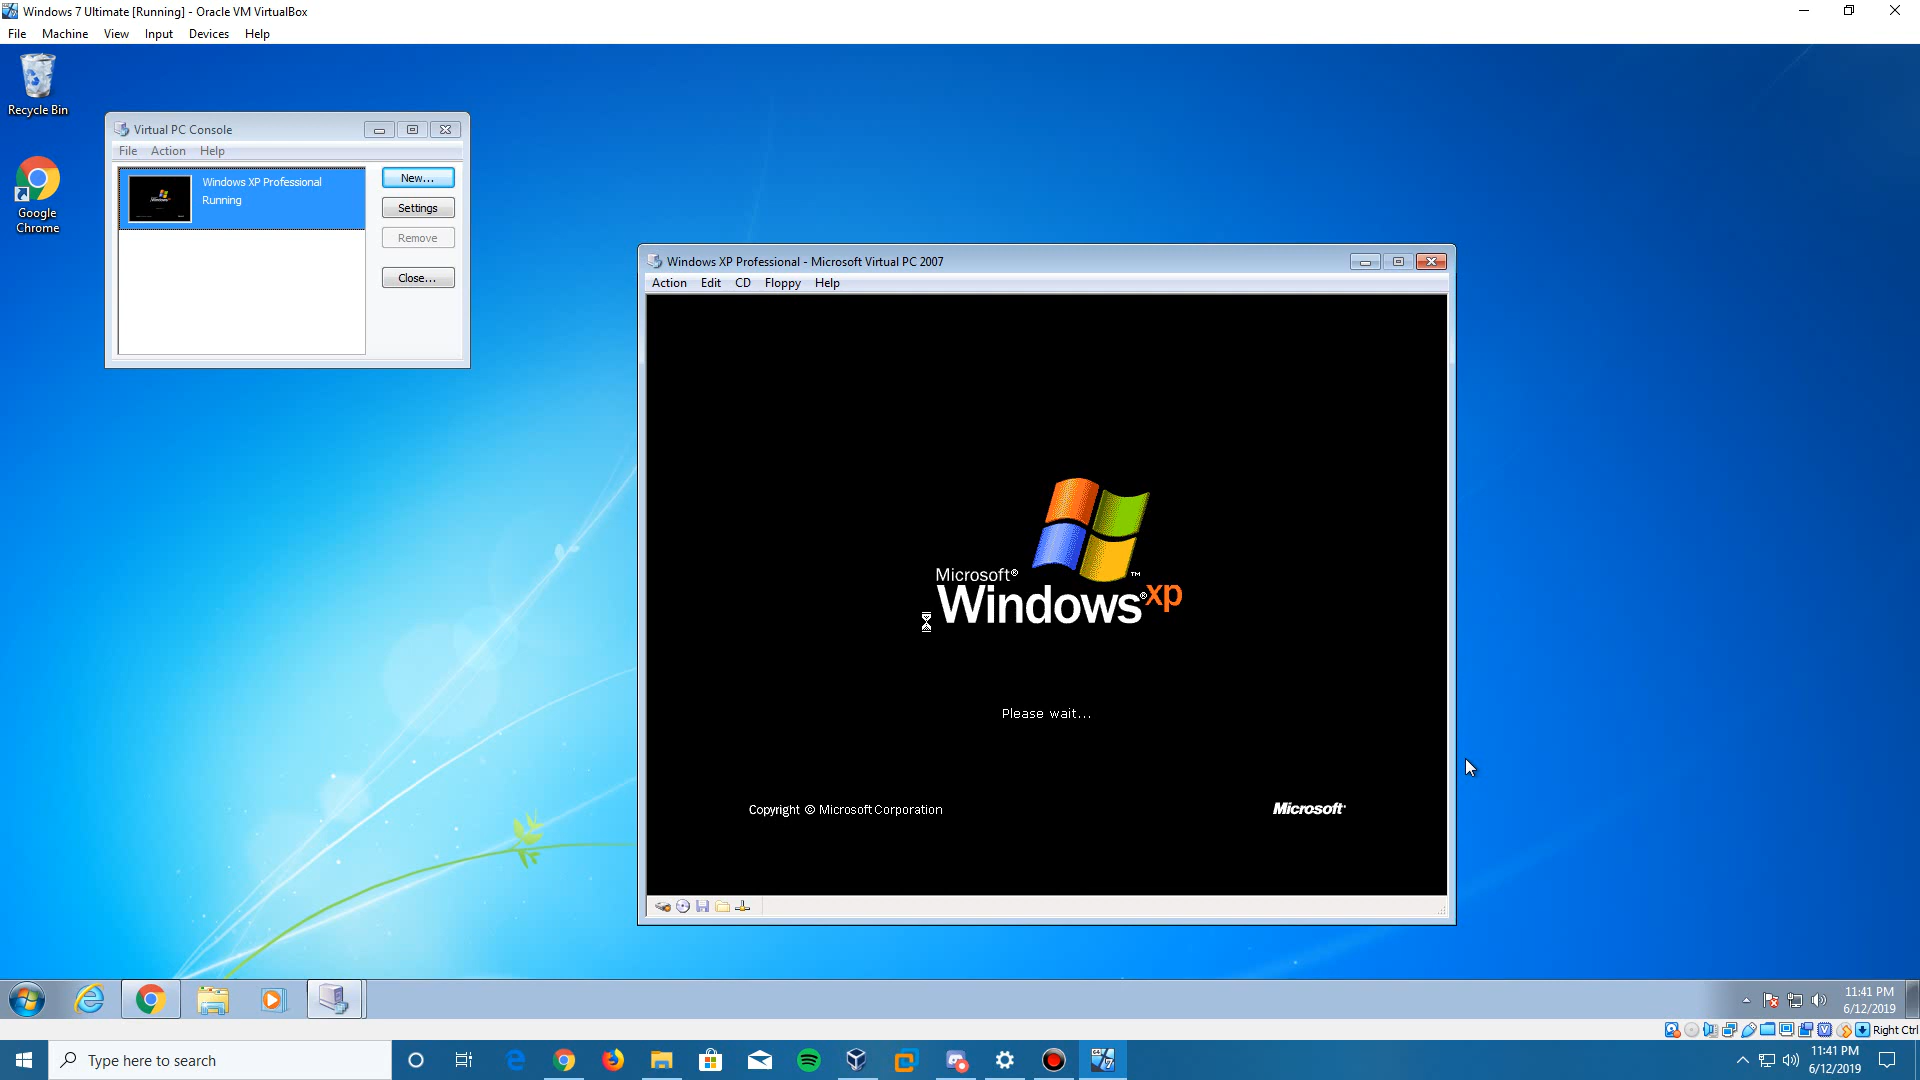 Windows 7 Ultimate [Running] - Oracle VM VirtualBox
File Machine View Input Devices Help
Recycle Bin
Google
Chrome
Virtual PC Console
File Action Help
Windows XP Professional
Running
New...
Settings
Remove
Close...
Windows XP Professional - Microsoft Virtual PC 2007
Action Edit CD Floppy Help
Microsoft®
Windows® xp ™
Please wait...
Copyright © Microsoft Corporation
Microsoft®
11:41 PM
6/12/2019
Right Ctrl
Type here to search
11:41 PM
6/12/2019